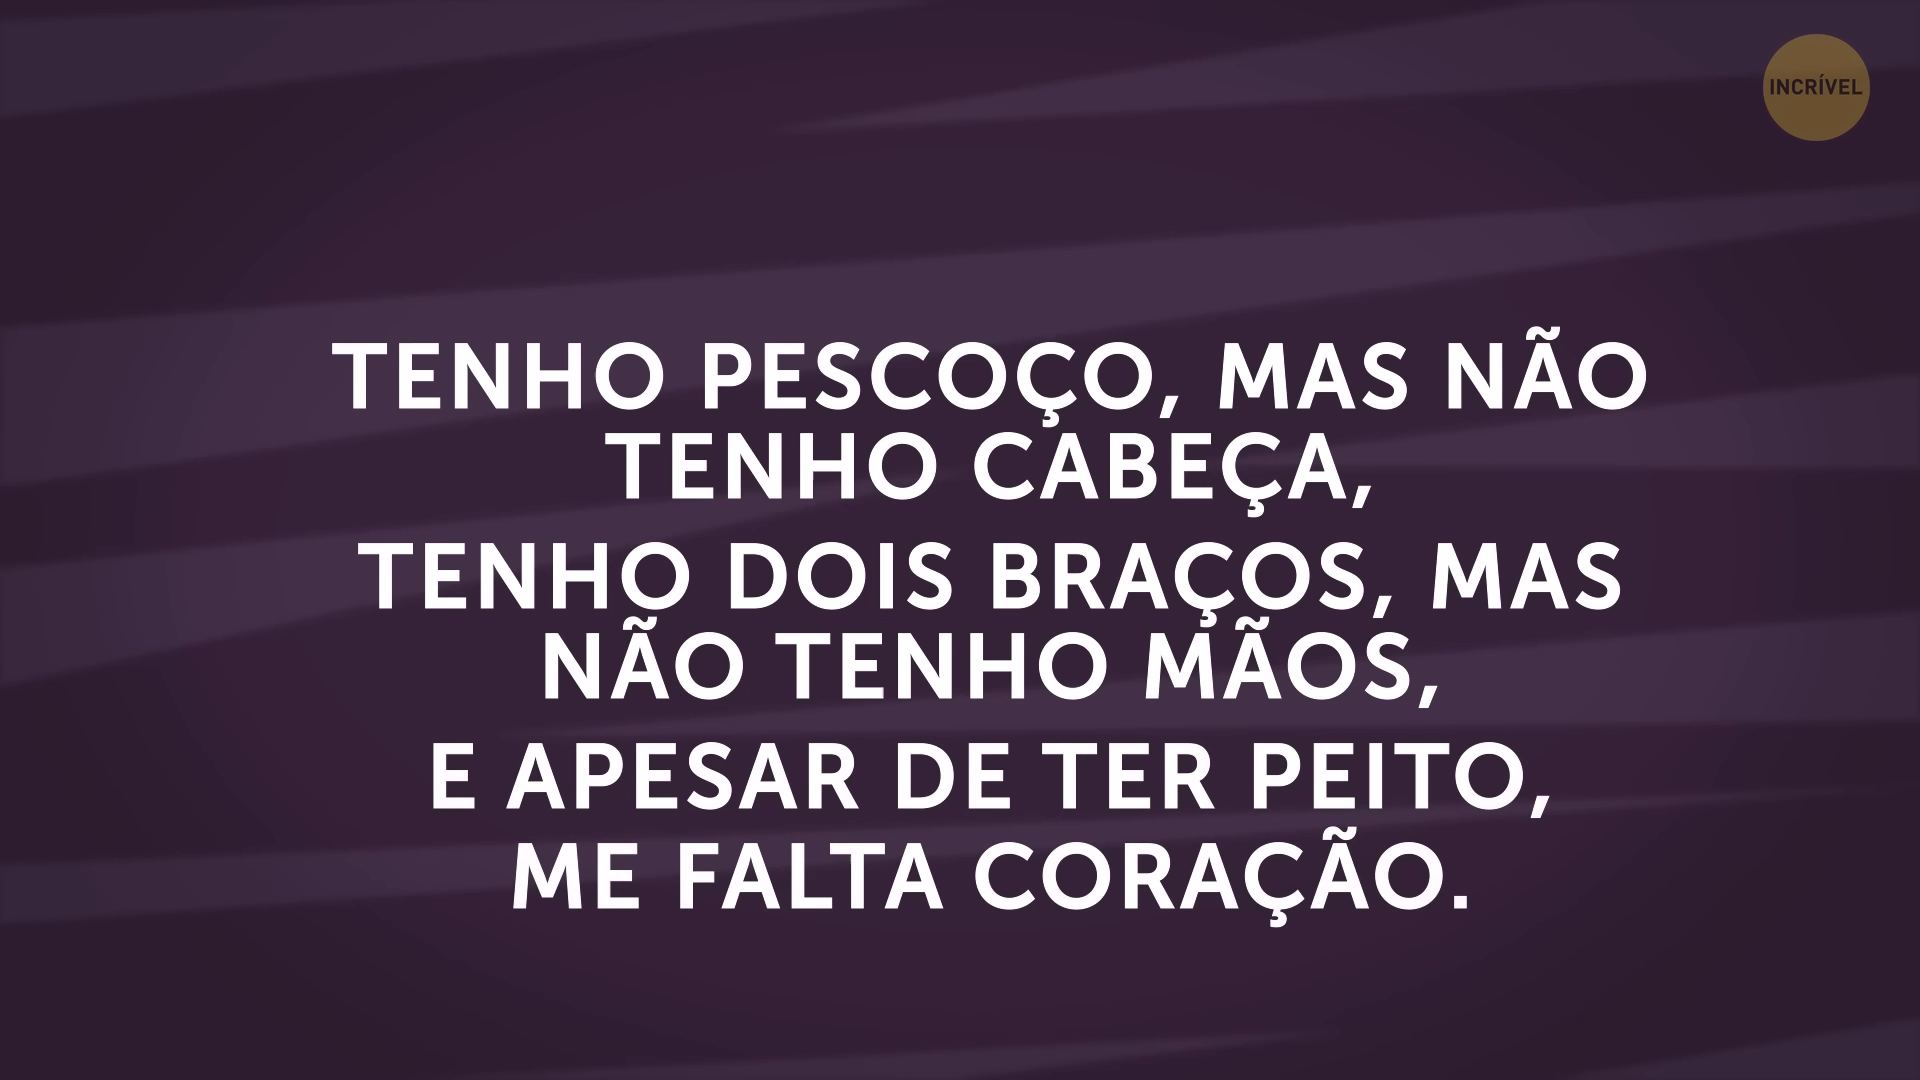 INCRÍVEL
TENHO PESCOÇO, MAS NÃO
TENHO CABEÇA,
TENHO DOIS BRAÇOS, MAS
NÃO TENHO MÃOS,
E APESAR DE TER PEITO,
ME FALTA CORAÇÃO.